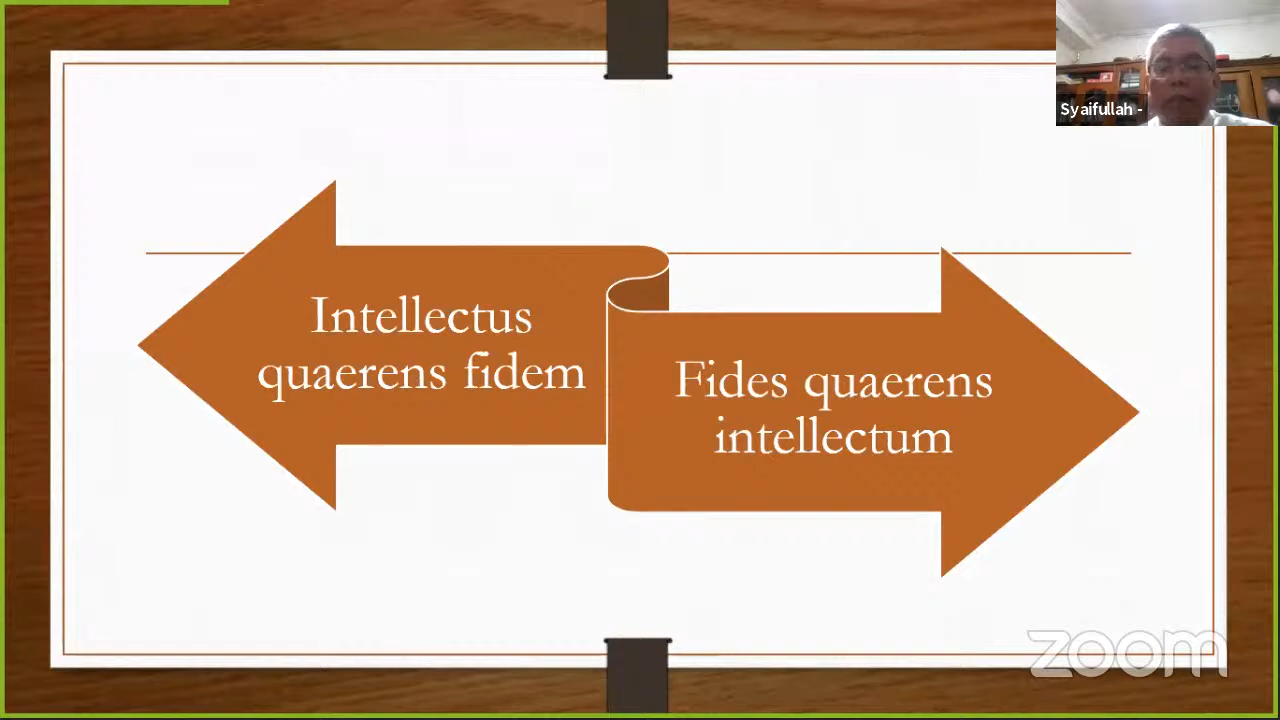 Syaifullah -
Intellectus
quaerens fidem
Fides quaerens
intellectum
zoom